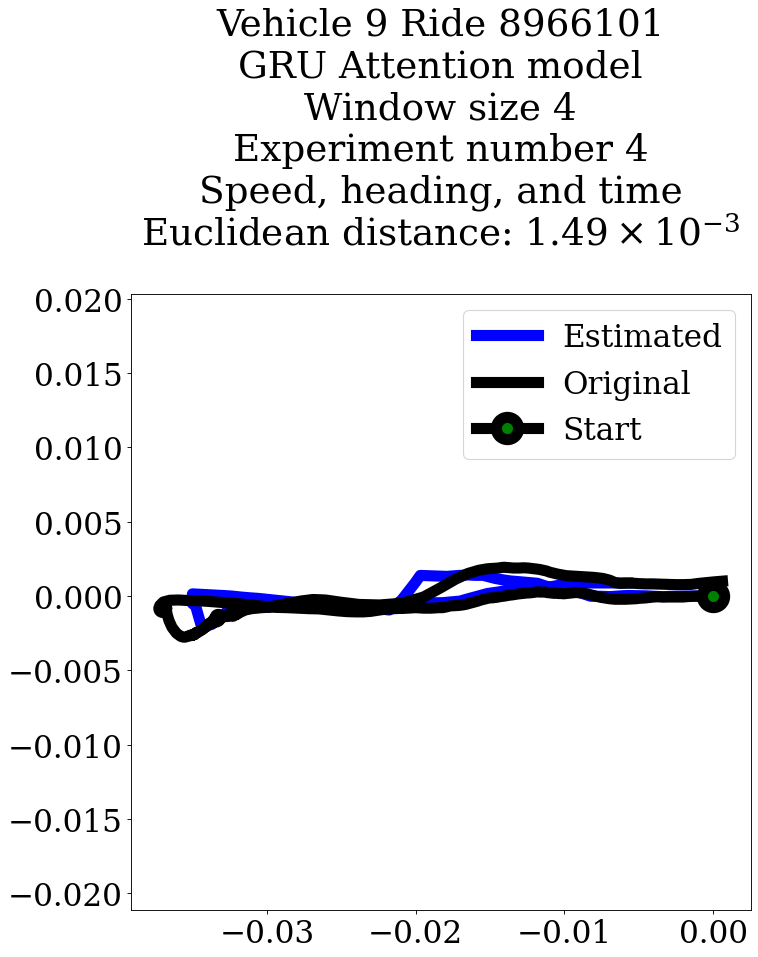 Vehicle 9 Ride 8966101
GRU Attention model
Window size 4
Experiment number 4
Speed, heading, and time
Euclidean distance: 1.49 × 10⁻³
Estimated
Original
Start
0.020
0.015
0.010
0.005
0.000
−0.005
−0.010
−0.015
−0.020
−0.03 −0.02 −0.01 0.00